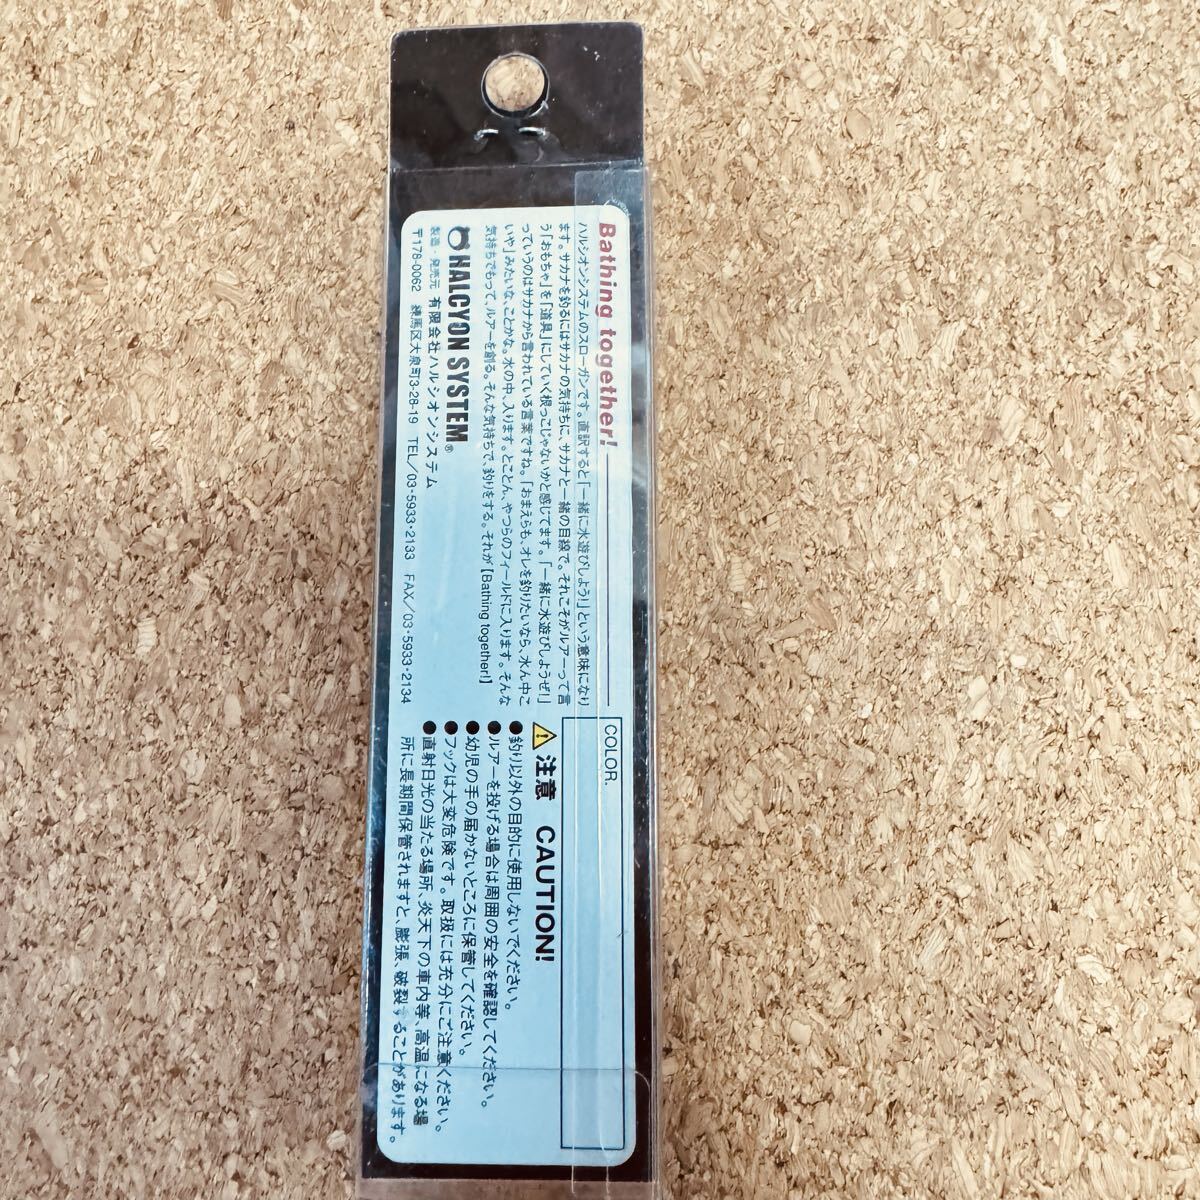 Bathing together!
ハルシオンシステムのスローガンです。直訳すると「一緒に水遊びしよう!」という意味になり
ます。サカナを釣るにはサカナの気持ちに、サカナと一緒の目線で。それこそがルアーって言
う「おもちゃ」を「道具」にしていく根っこじゃないかと感じてます。「一緒に水遊びしようぜ!」
っていうのはサカナから言われている言葉ですね。「おまえらも、オレを釣りたいなら、水ん中こ
いや」みたいな、ことかな。水の中、入ります。とことん、やつらのフィールドに入ります。そんな
気持ちでもって、ルアーを創る。そんな気持ちで、釣りをする。それが【Bathing together!】
HALCYON SYSTEM®
製造・発売元 有限会社ハルシオンシステム
〒178-0062 練馬区大泉町3-28-19 TEL/03-5933-2133 FAX/03-5933-2134
COLOR.
注意 CAUTION!
●釣り以外の目的に使用しないでください。
●ルアーを投げる場合は周囲の安全を確認してください。
●幼児の手の届かないところに保管してください。
●フックは大変危険です。取扱には充分にご注意ください。
●直射日光の当たる場所、炎天下の車内等、高温になる場
所に長期間保管されますと、膨張、破裂することがあります。